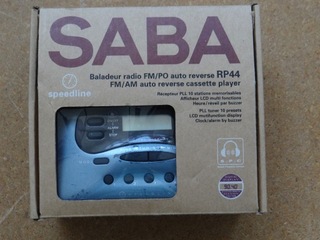 SABA
Baladeur radio FM/PO auto reverse RP44
FM/AM auto reverse cassette player
speedline
Récepteur PLL 10 stations mémorisables
Afficheur LCD multi fonctions
Heure/réveil par buzzer
PLL tuner 10 presets
LCD multifunction display
Clock/alarm by buzzer